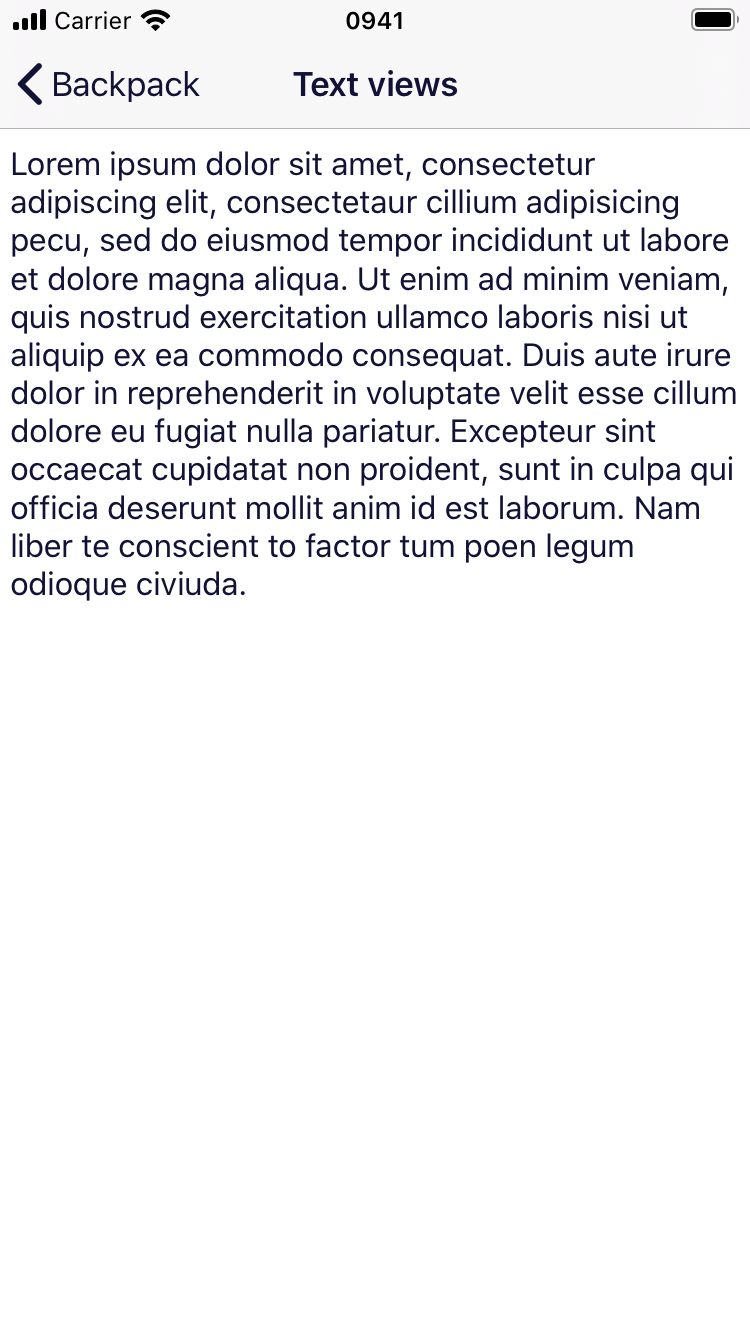 Carrier 0941
Backpack Text views
Lorem ipsum dolor sit amet, consectetur
adipiscing elit, consectetaur cillium adipisicing
pecu, sed do eiusmod tempor incididunt ut labore
et dolore magna aliqua. Ut enim ad minim veniam,
quis nostrud exercitation ullamco laboris nisi ut
aliquip ex ea commodo consequat. Duis aute irure
dolor in reprehenderit in voluptate velit esse cillum
dolore eu fugiat nulla pariatur. Excepteur sint
occaecat cupidatat non proident, sunt in culpa qui
officia deserunt mollit anim id est laborum. Nam
liber te conscient to factor tum poen legum
odioque civiuda.